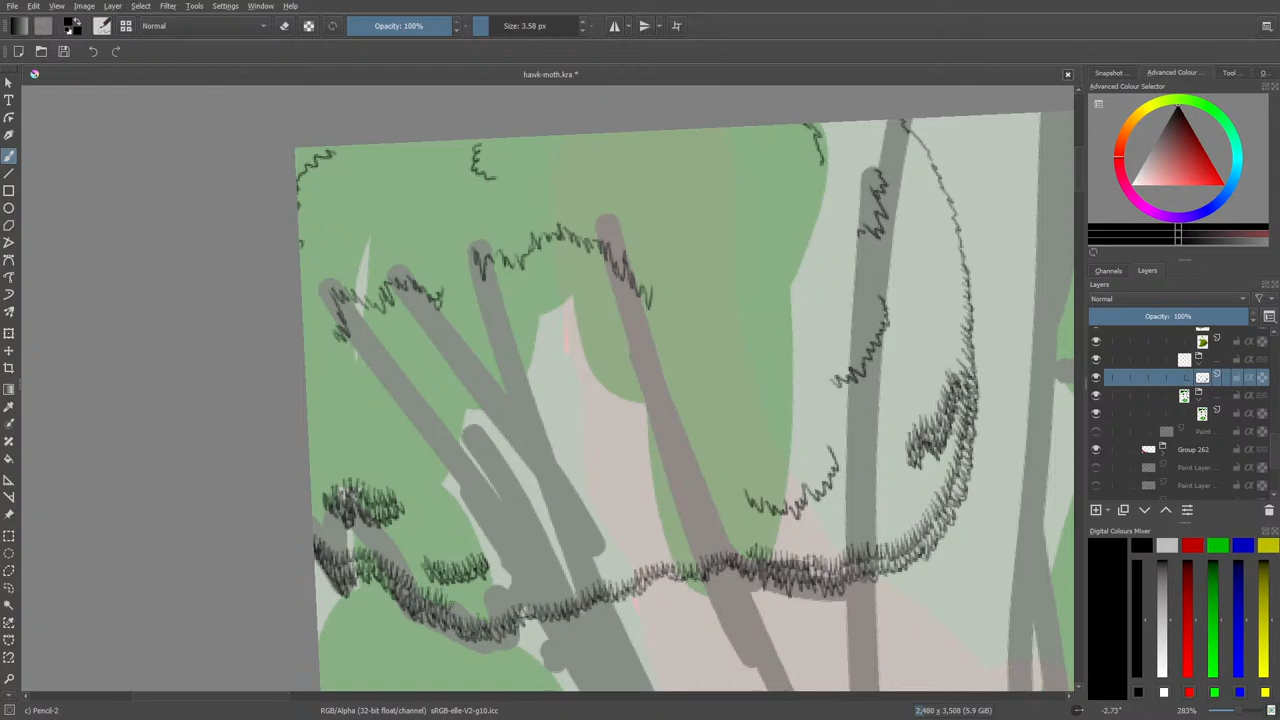 File Edit View Image Layer Select Filter Tools Settings Window Help
Normal Opacity: 100% Size: 3.58 px
hawk-moth.kra *
Snapshot ... Advanced Colour ... Tool ... O...
Advanced Colour Selector
Channels Layers
Layers
Normal
Opacity: 100%
Paint ...
Group 262
Paint Layer ...
Paint Layer ...
Digital Colours Mixer
c) Pencil-2 RGB/Alpha (32-bit float/channel) sRGB-elle-V2-g10.icc 2,480 x 3,508 (5.9 GiB) -2.73° 283%